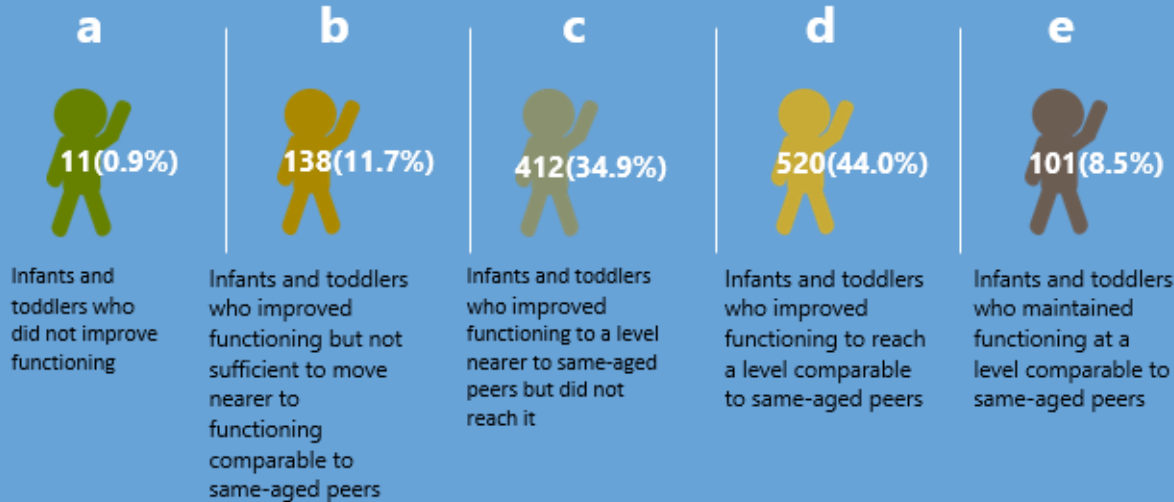 a
11(0.9%)
Infants and
toddlers who
did not improve
functioning
b
138(11.7%)
Infants and toddlers
who improved
functioning but not
sufficient to move
nearer to
functioning
comparable to
same-aged peers
c
412(34.9%)
Infants and toddlers
who improved
functioning to a level
nearer to same-aged
peers but did not
reach it
d
520(44.0%)
Infants and toddlers
who improved
functioning to reach
a level comparable
to same-aged peers
e
101(8.5%)
Infants and toddlers
who maintained
functioning at a
level comparable to
same-aged peers